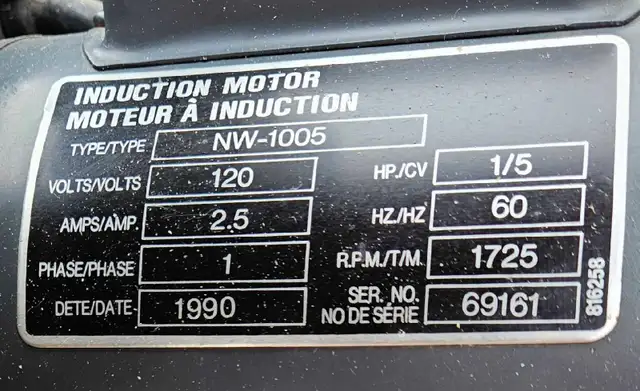 INDUCTION MOTOR
MOTEUR À INDUCTION
TYPE/TYPE NW-1005
VOLTS/VOLTS 120 HP./CV 1/5
AMPS/AMP. 2.5 HZ/HZ 60
PHASE/PHASE 1 R.P.M./T/M. 1725
DETE/DATE 1990 SER. NO. 69161
NO DE SÉRIE
816258